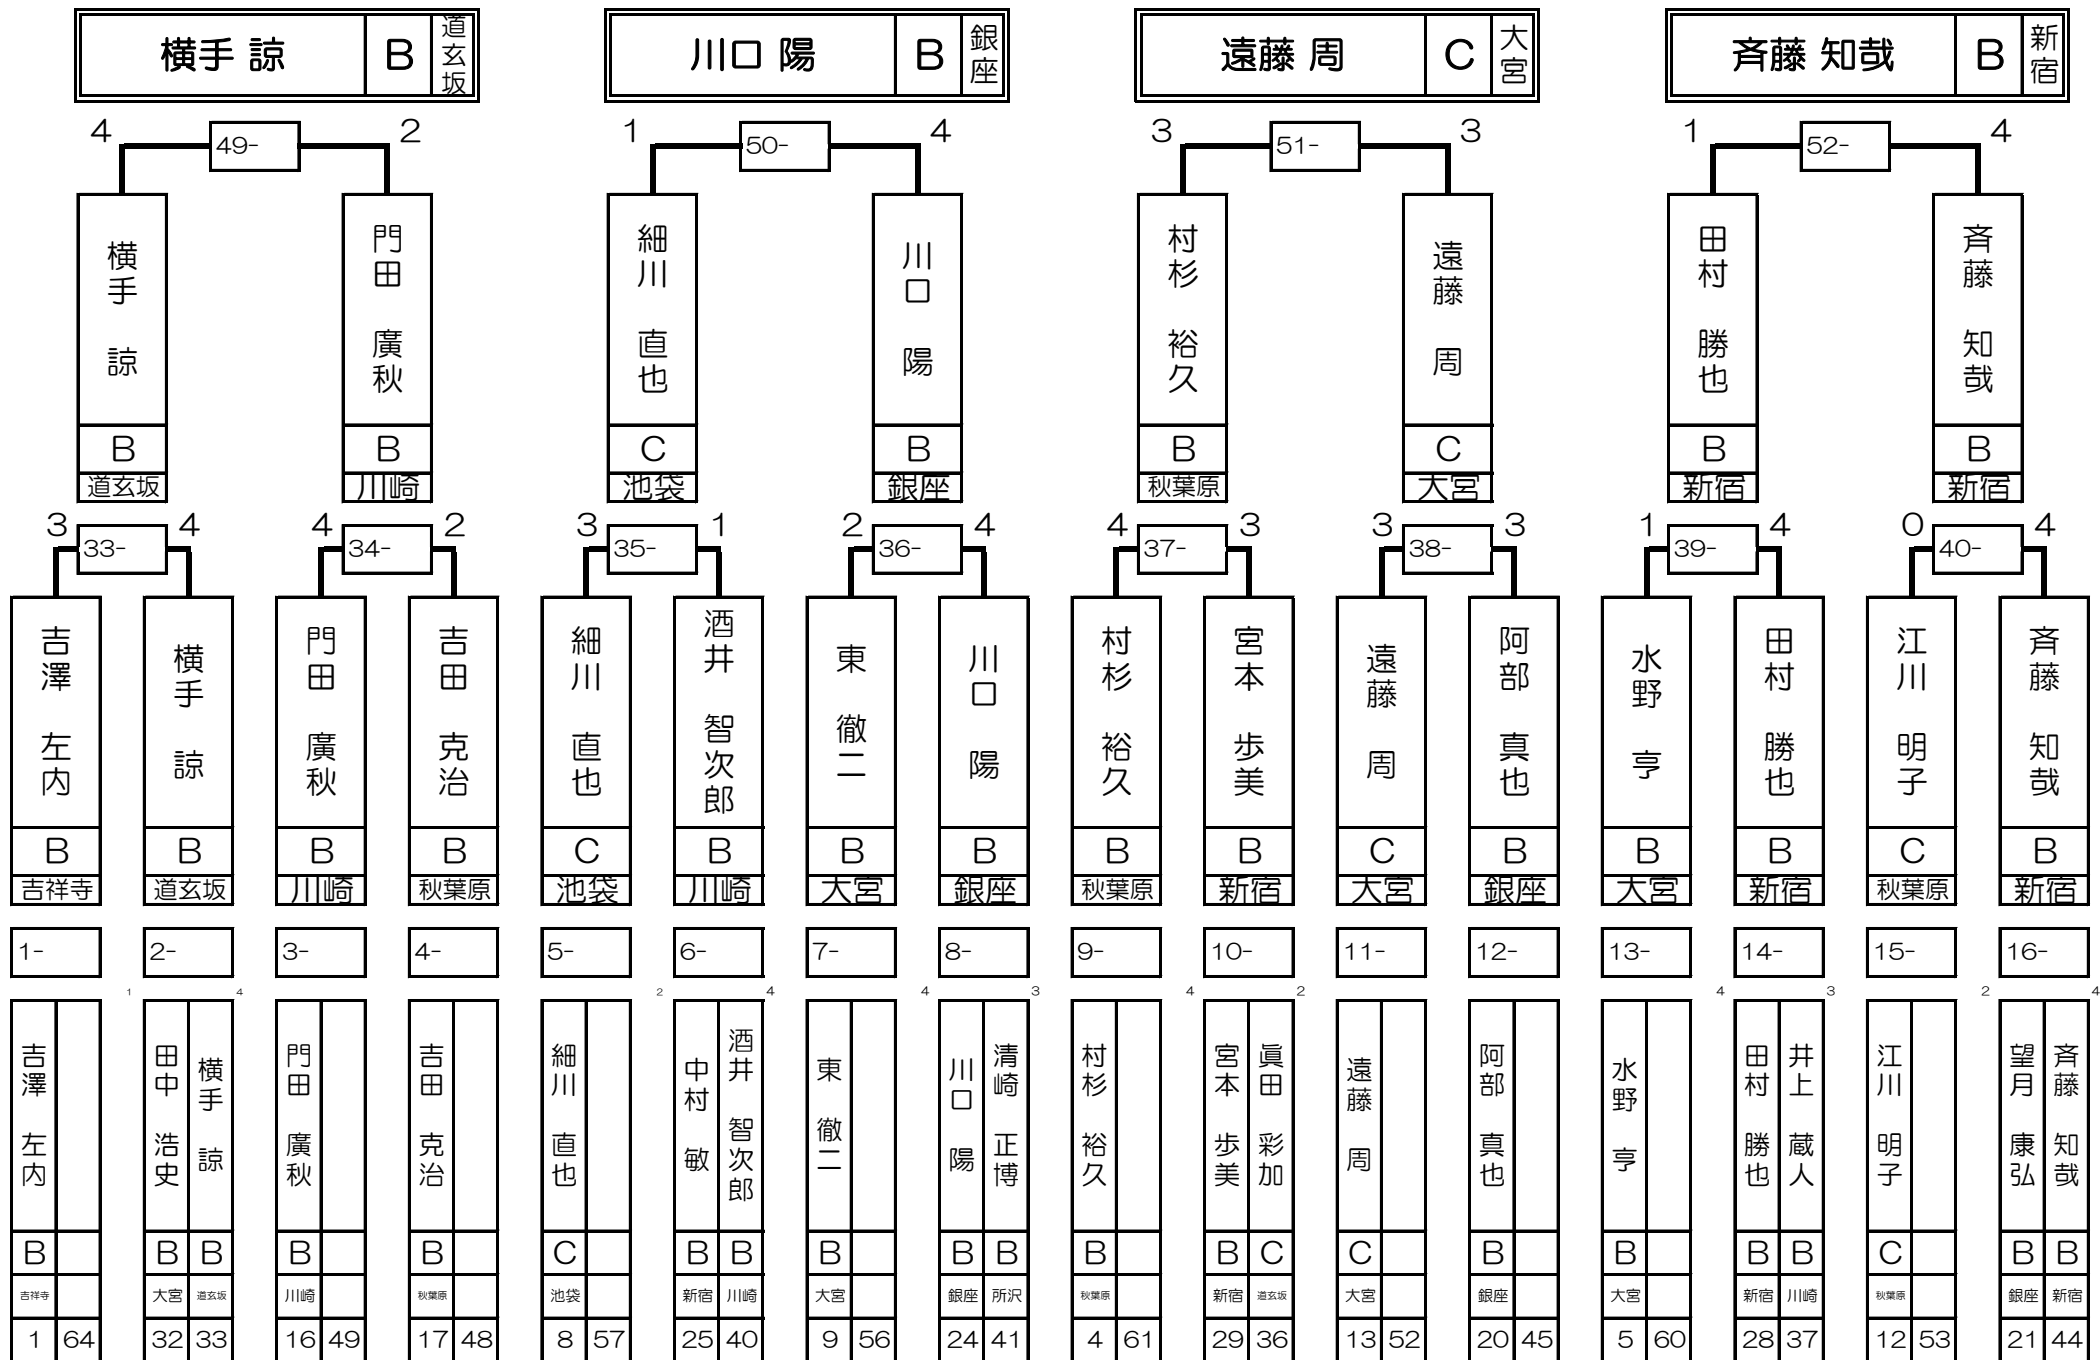 横手 諒 B 道玄坂 川口 陽 B 銀座 遠藤 周 C 大宮 斉藤 知哉 B 新宿
4 49- 2 1 50- 4 3 51- 3 1 52- 4
横手 諒 門田 廣秋 細川 直也 川口 陽 村杉 裕久 遠藤 周 田村 勝也 斉藤 知哉
B B C B B C B B
道玄坂 川崎 池袋 銀座 秋葉原 大宮 新宿 新宿
3 33- 4 4 34- 2 3 35- 1 2 36- 4 4 37- 3 3 38- 3 1 39- 4 0 40- 4
吉澤 左内 横手 諒 門田 廣秋 吉田 克治 細川 直也 酒井 智次郎 東 徹二 川口 陽 村杉 裕久 宮本 歩美 遠藤 周 阿部 真也 水野 亨 田村 勝也 江川 明子 斉藤 知哉
B B B B C B B B B B C B B B C B
吉祥寺 道玄坂 川崎 秋葉原 池袋 川崎 大宮 銀座 秋葉原 新宿 大宮 銀座 大宮 新宿 秋葉原 新宿
1- 2- 3- 4- 5- 6- 7- 8- 9- 10- 11- 12- 13- 14- 15- 16-
1 4 2 4 4 3 4 2 4 3 2 4
吉澤 左内 田中 浩史 横手 諒 門田 廣秋 吉田 克治 細川 直也 中村 敏 酒井 智次郎 東 徹二 川口 陽 清崎 正博 村杉 裕久 宮本 歩美 眞田 彩加 遠藤 周 阿部 真也 水野 亨 田村 勝也 井上 蔵人 江川 明子 望月 康弘 斉藤 知哉
B B B B B C B B B B B B B C C B B B B C B B
吉祥寺 大宮 道玄坂 川崎 秋葉原 池袋 新宿 川崎 大宮 銀座 所沢 秋葉原 新宿 道玄坂 大宮 銀座 大宮 新宿 川崎 秋葉原 銀座 新宿
1 64 32 33 16 49 17 48 8 57 25 40 9 56 24 41 4 61 29 36 13 52 20 45 5 60 28 37 12 53 21 44